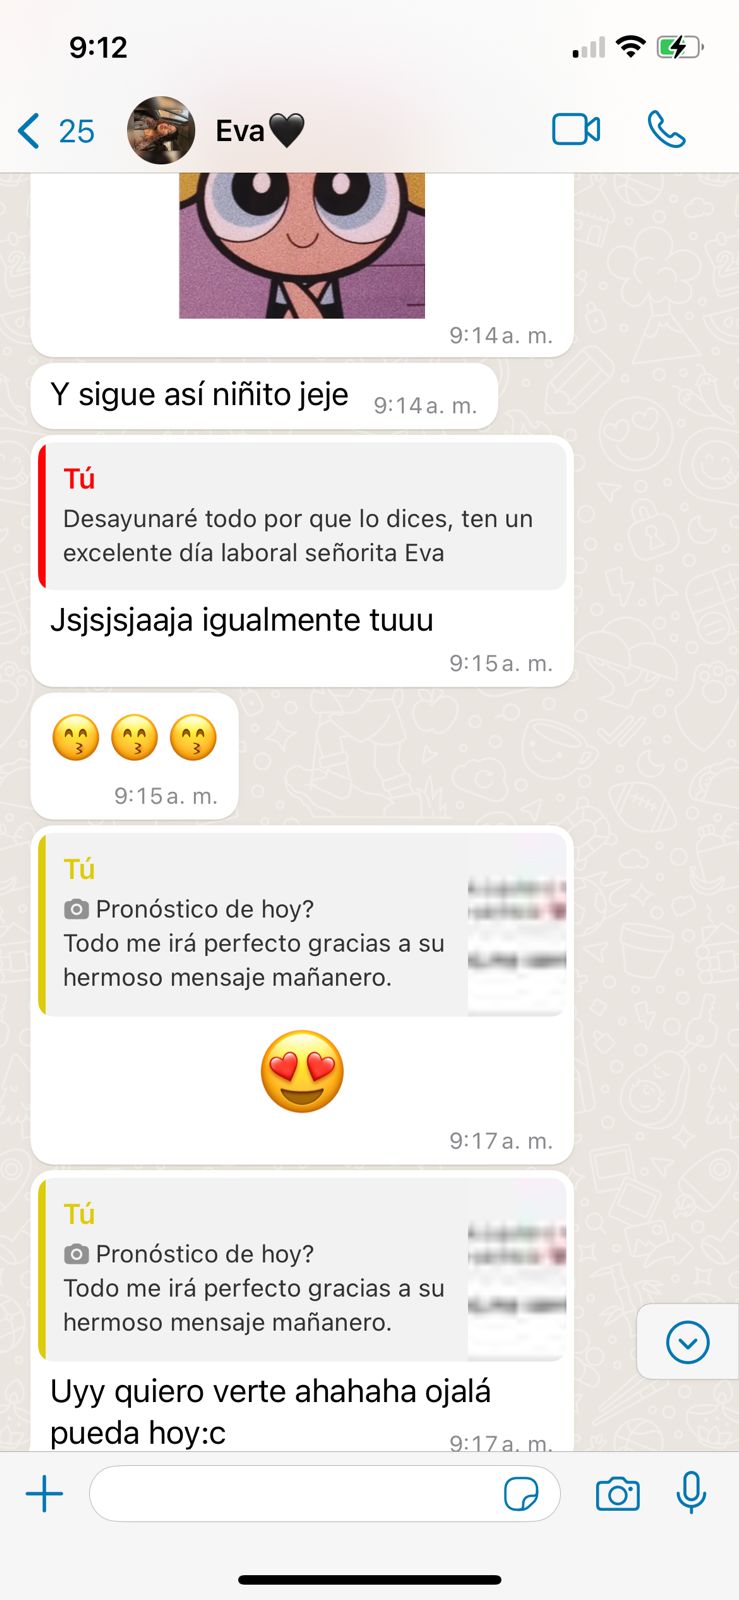 9:12
25
Eva🖤
9:14 a. m.
Y sigue así niñito jeje
9:14 a. m.
Tú
Desayunaré todo por que lo dices, ten un
excelente día laboral señorita Eva
Jsjsjsjaaja igualmente tuuu
9:15 a. m.
😙😙😙
9:15 a. m.
Tú
Pronóstico de hoy?
Todo me irá perfecto gracias a su
hermoso mensaje mañanero.
😍
9:17 a. m.
Tú
Pronóstico de hoy?
Todo me irá perfecto gracias a su
hermoso mensaje mañanero.
Uyy quiero verte ahahaha ojalá
pueda hoy:c
9:17 a. m.